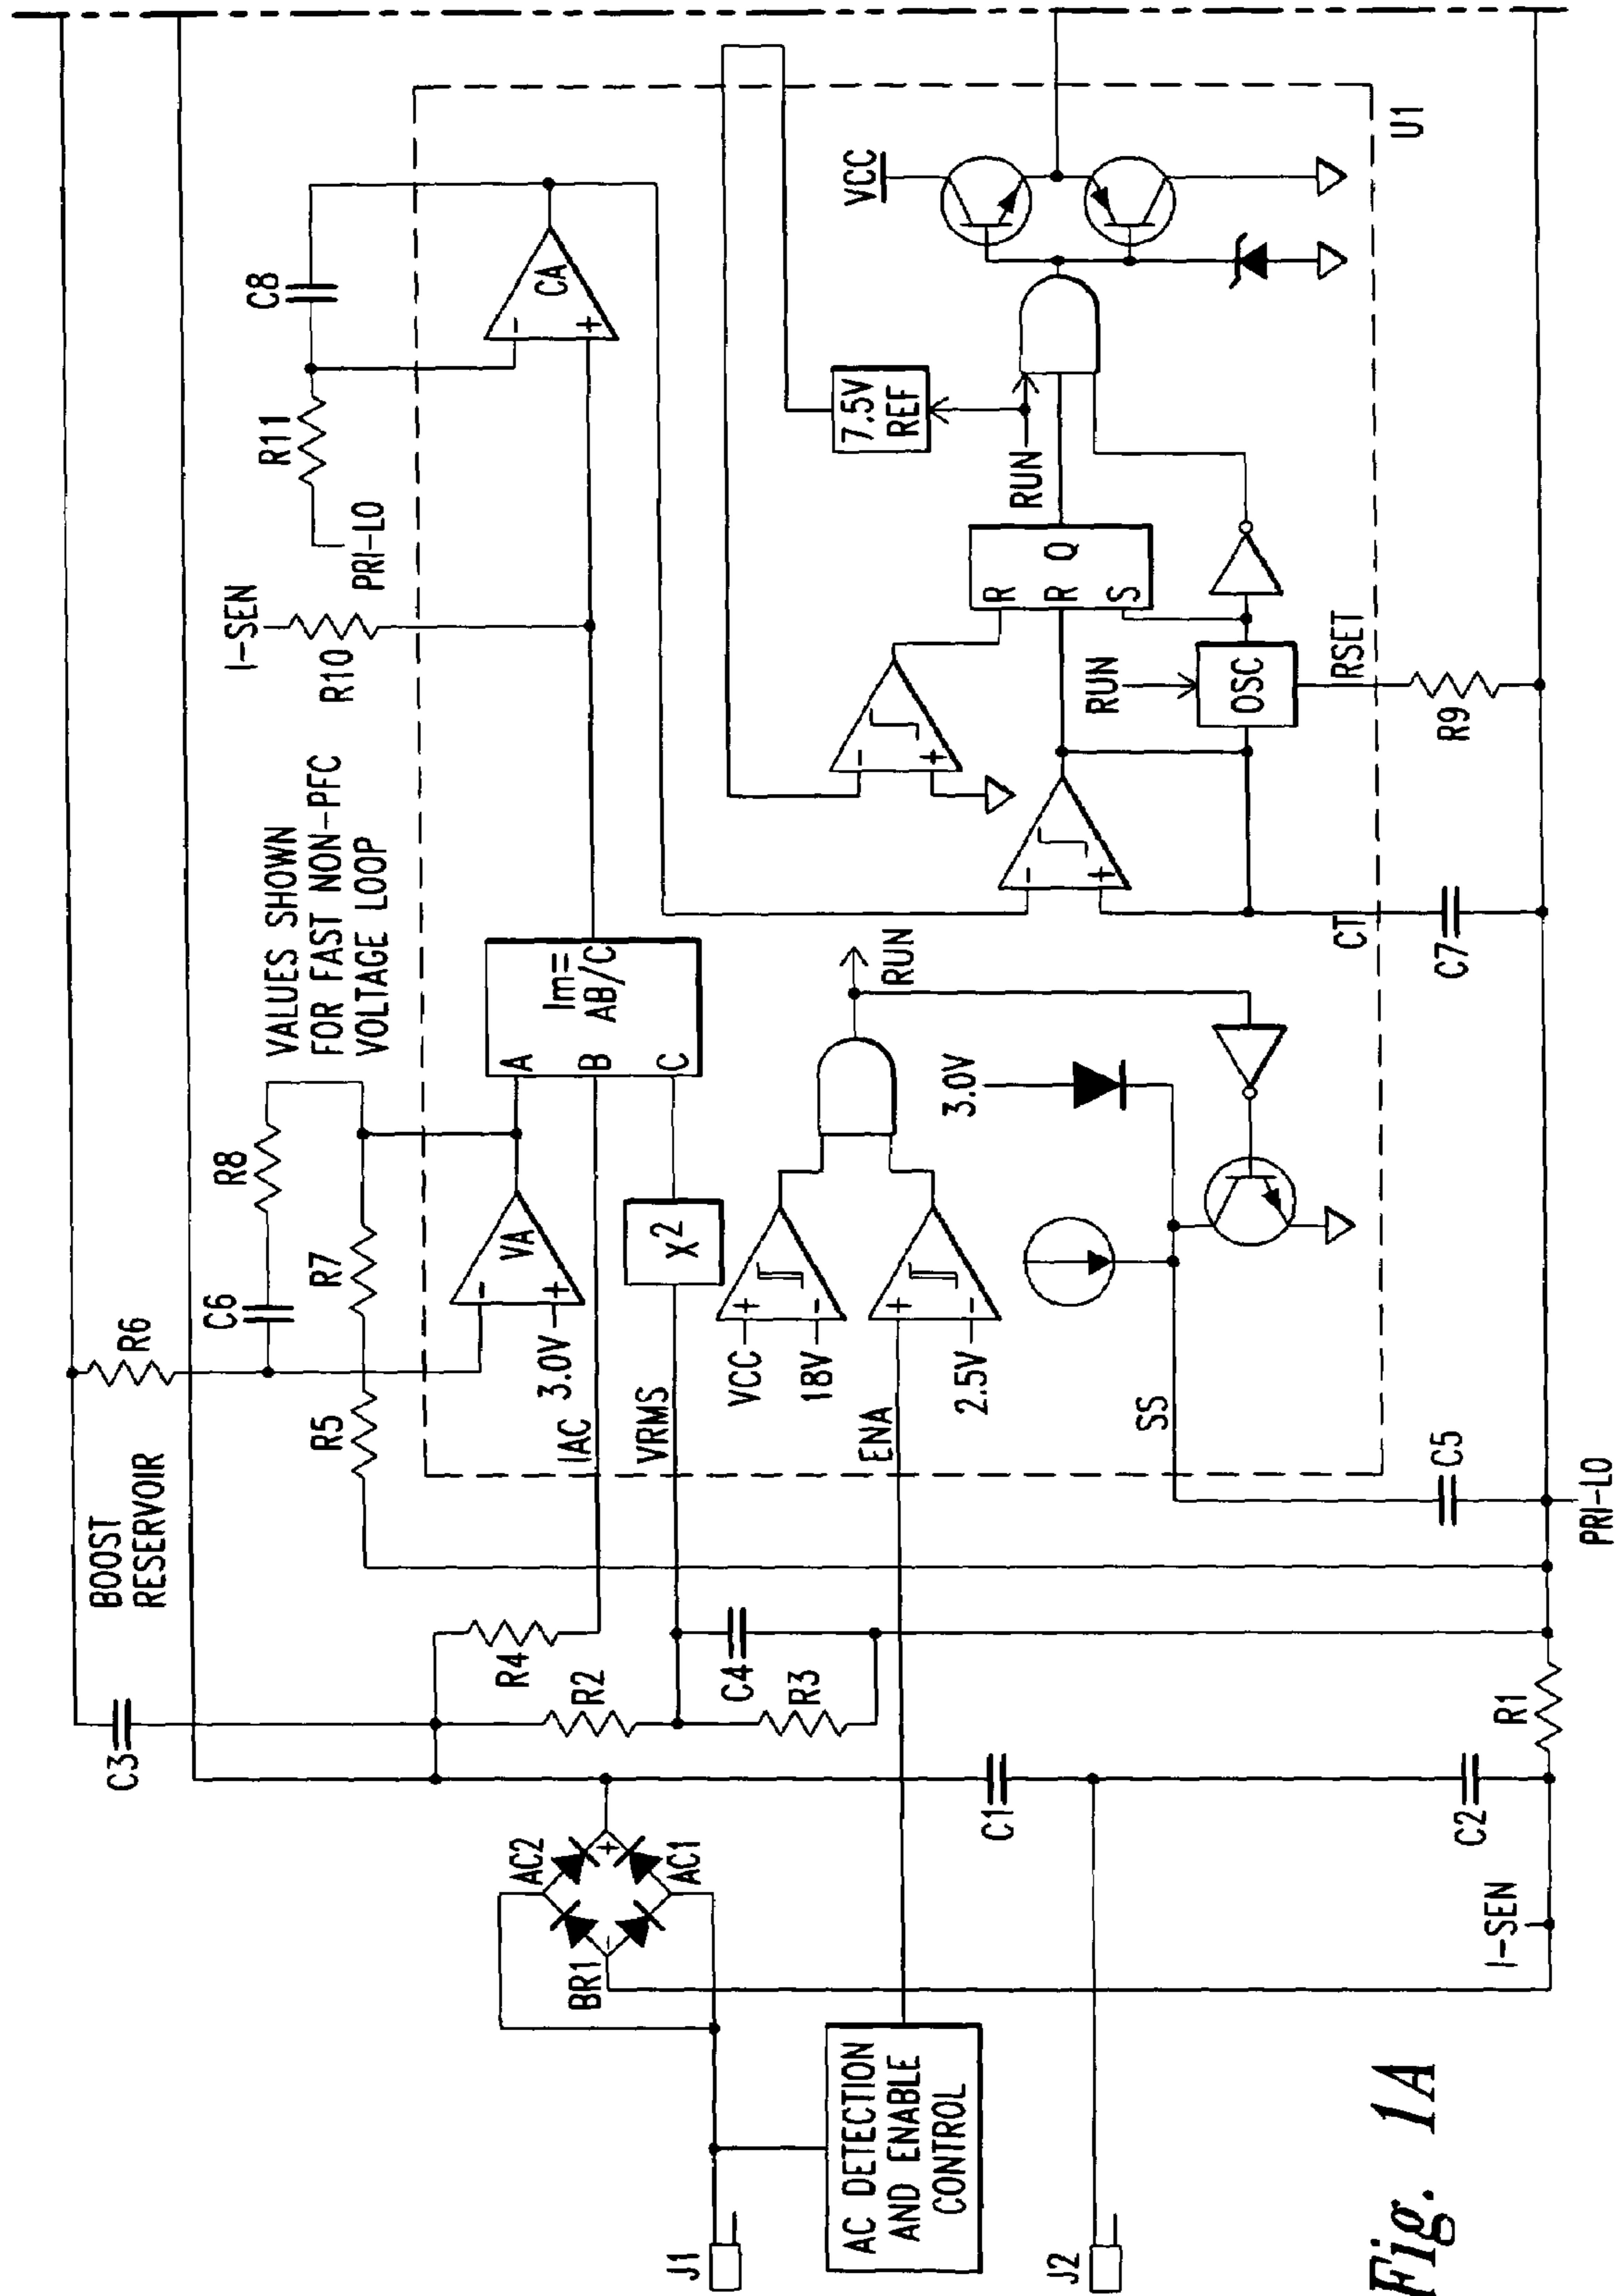 BOOST
RESERVOIR
VALUES SHOWN
FOR FAST NON-PFC
VOLTAGE LOOP
C3
R6
C6
R8
R5
R7
I-SEN
R10
R11
PRI-LO
C8
R4
R2
C4
R3
IAC
VRMS
ENA
3.0V
-
+
VA
X²
A
B
C
Im=
AB/C
-
+
CA
VCC
18V
+
-
2.5V
+
-
RUN
3.0V
SS
-
+
-
+
R
R
S
Q
RUN
7.5V
REF
VCC
RUN
OSC
RSET
CT
U1
AC2
AC1
BR1
+
-
C1
C2
R1
I-SEN
C5
PRI-LO
C7
R9
J1
AC DETECTION
AND ENABLE
CONTROL
J2
Fig. 1A